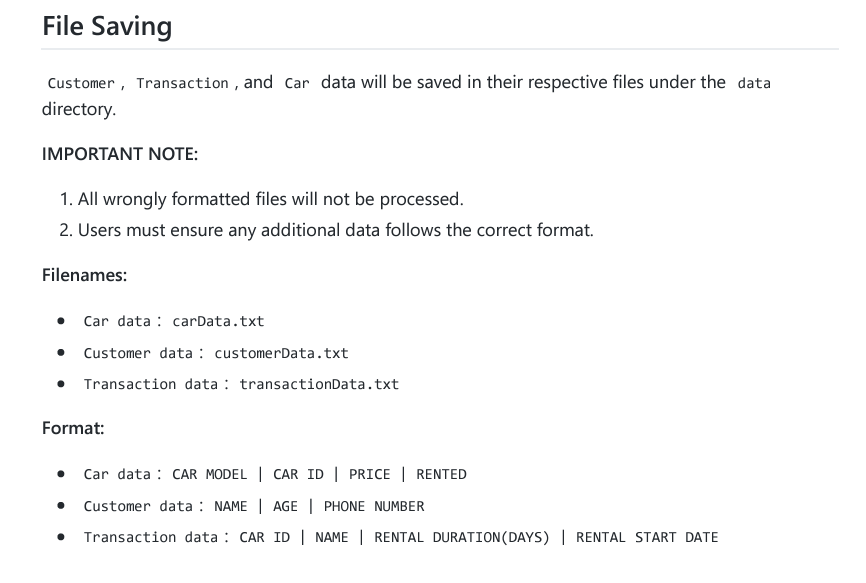 File Saving
Customer , Transaction , and Car data will be saved in their respective files under the data
directory.
IMPORTANT NOTE:
1. All wrongly formatted files will not be processed.
2. Users must ensure any additional data follows the correct format.
Filenames:
• Car data : carData.txt
• Customer data : customerData.txt
• Transaction data : transactionData.txt
Format:
• Car data : CAR MODEL | CAR ID | PRICE | RENTED
• Customer data : NAME | AGE | PHONE NUMBER
• Transaction data : CAR ID | NAME | RENTAL DURATION(DAYS) | RENTAL START DATE